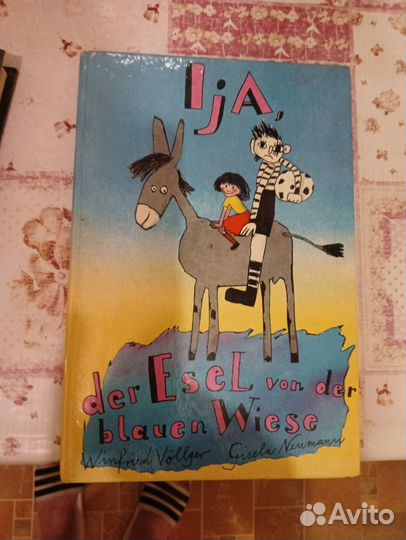 IjA,
der EseL von der
blauen Wiese
Winfried Völlger Gisela Neumann
Avito